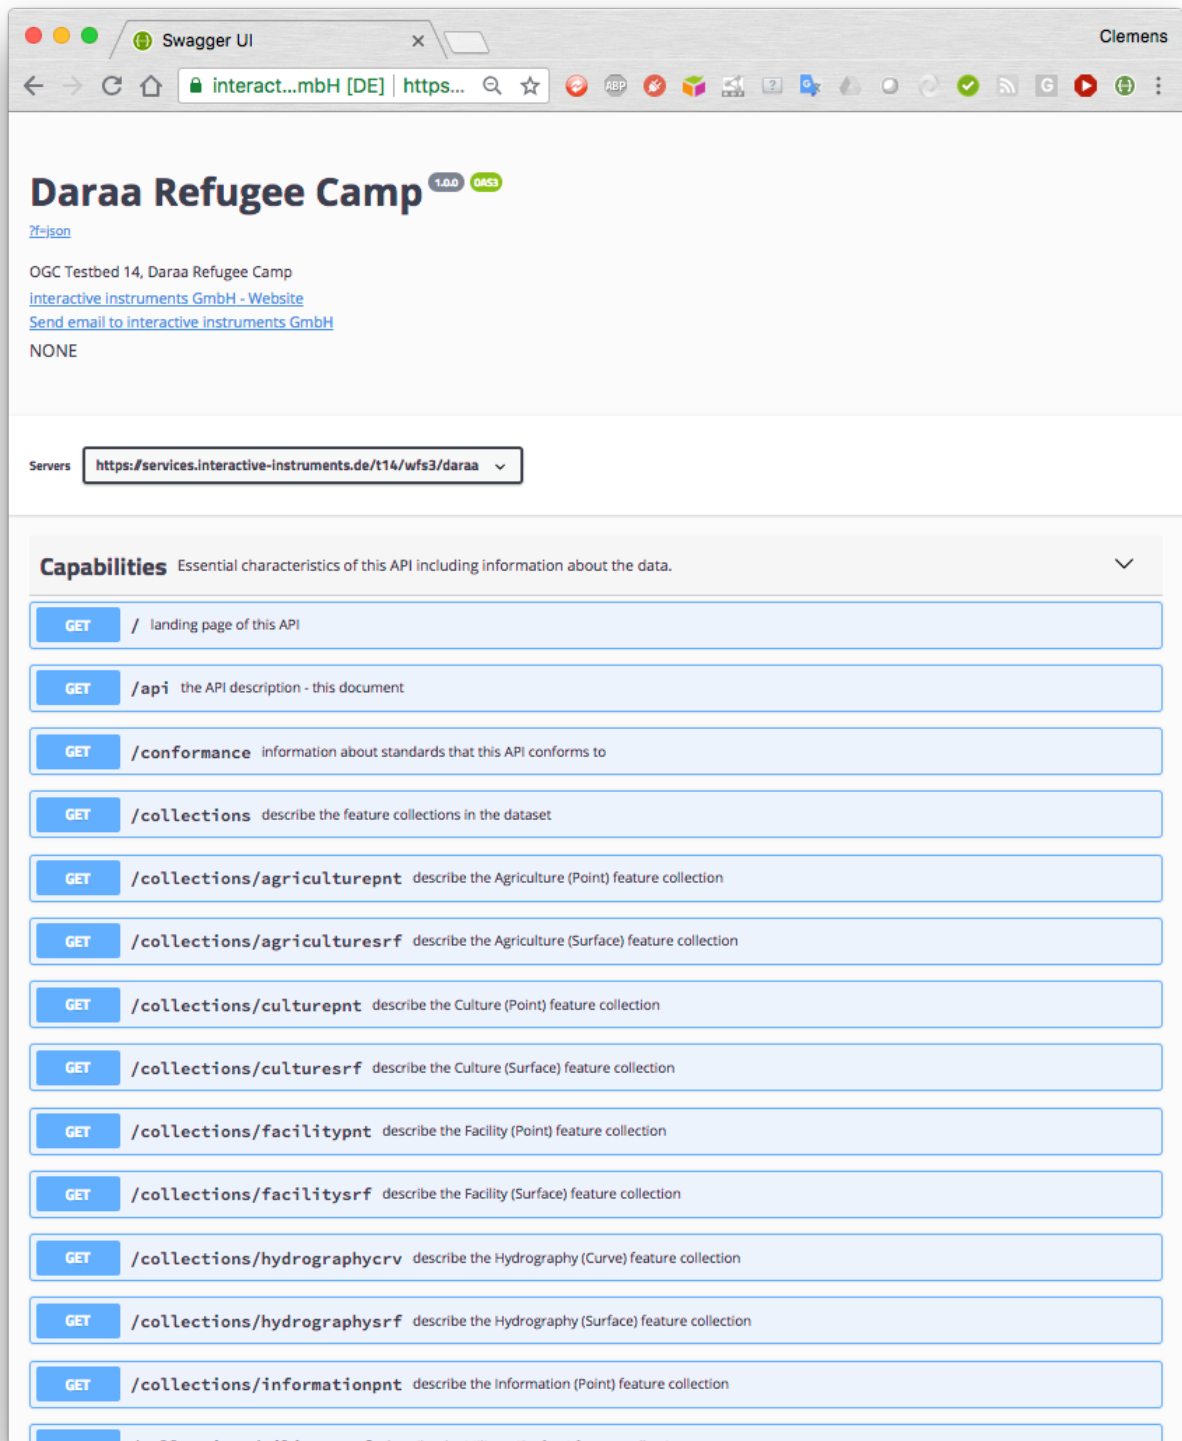 Swagger UI
Clemens
interact...mbH [DE] | https...
ABP
?
G
G
Daraa Refugee Camp 1.0.0 OAS3
?f=json
OGC Testbed 14, Daraa Refugee Camp
interactive instruments GmbH - Website
Send email to interactive instruments GmbH
NONE
Servers https://services.interactive-instruments.de/t14/wfs3/daraa
Capabilities Essential characteristics of this API including information about the data.
GET / landing page of this API
GET /api the API description - this document
GET /conformance information about standards that this API conforms to
GET /collections describe the feature collections in the dataset
GET /collections/agriculturepnt describe the Agriculture (Point) feature collection
GET /collections/agriculturesrf describe the Agriculture (Surface) feature collection
GET /collections/culturepnt describe the Culture (Point) feature collection
GET /collections/culturesrf describe the Culture (Surface) feature collection
GET /collections/facilitypnt describe the Facility (Point) feature collection
GET /collections/facilitysrf describe the Facility (Surface) feature collection
GET /collections/hydrographycrv describe the Hydrography (Curve) feature collection
GET /collections/hydrographysrf describe the Hydrography (Surface) feature collection
GET /collections/informationpnt describe the Information (Point) feature collection